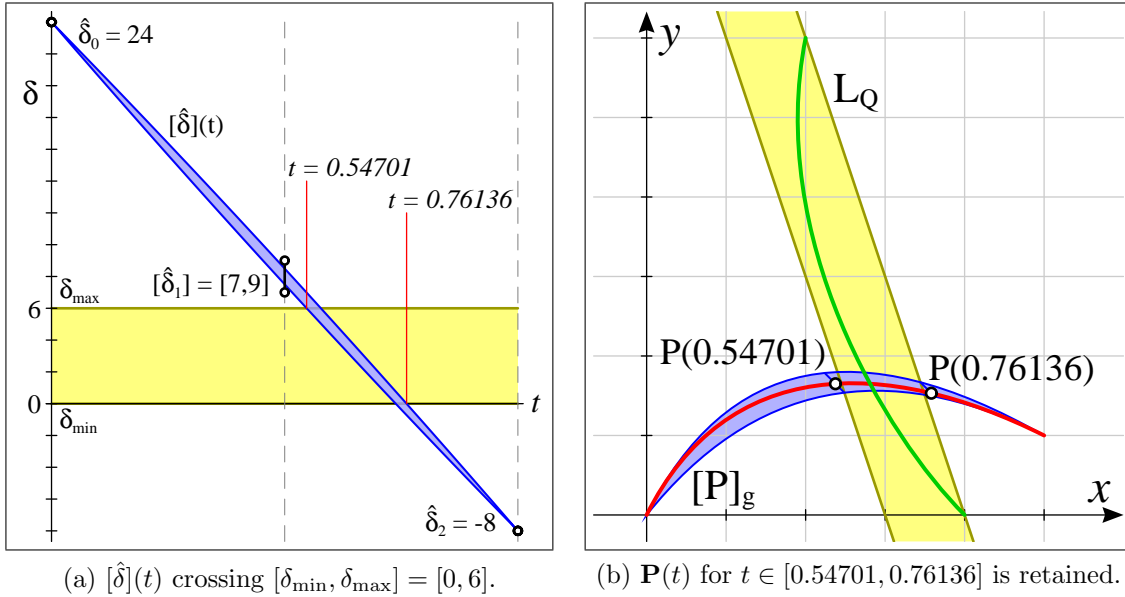 δ̂₀ = 24
δ
[δ̂](t)
t = 0.54701
t = 0.76136
[δ̂₁] = [7,9]
δmax
6
0
t
δmin
δ̂₂ = -8
(a) [δ̂](t) crossing [δmin, δmax] = [0, 6].
y
L_Q
P(0.54701)
P(0.76136)
[P]g
x
(b) P(t) for t ∈ [0.54701, 0.76136] is retained.